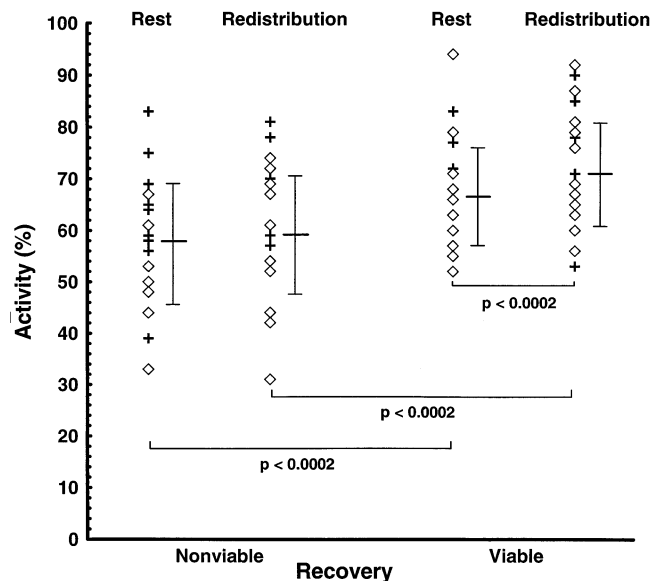 Rest Redistribution Rest Redistribution
100
90
80
70
60
50
40
30
20
10
0
Activity (%)
p < 0.0002
p < 0.0002
p < 0.0002
Nonviable Viable
Recovery